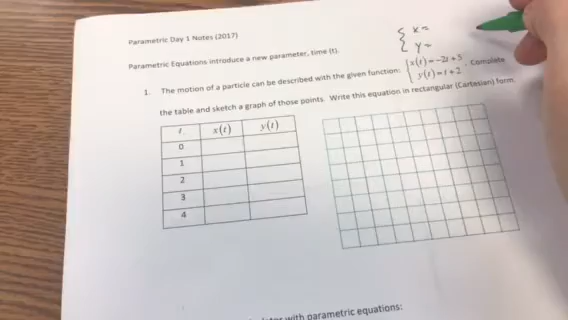 Parametric Day 1 Notes (2017)
x=
y=
Parametric Equations introduce a new parameter, time (t).
1. The motion of a particle can be described with the given function: { x(t) = -2t + 5
y(t) = t + 2 . Complete
the table and sketch a graph of those points. Write this equation in rectangular (Cartesian) form.
t x(t) y(t)
0
1
2
3
4
with parametric equations: